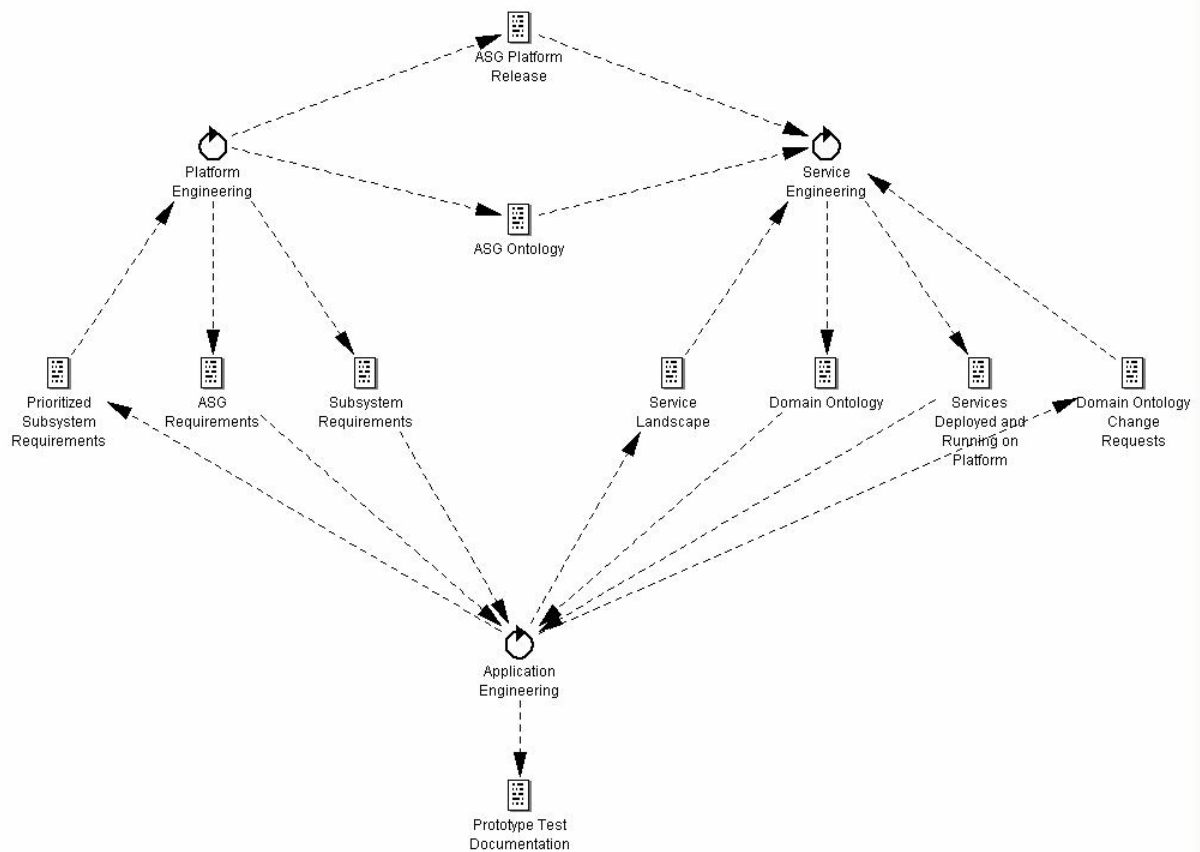 ASG Platform
Release
Platform
Engineering
Service
Engineering
ASG Ontology
Prioritized
Subsystem
Requirements
ASG
Requirements
Subsystem
Requirements
Service
Landscape
Domain Ontology
Services
Deployed and
Running on
Platform
Domain Ontology
Change
Requests
Application
Engineering
Prototype Test
Documentation